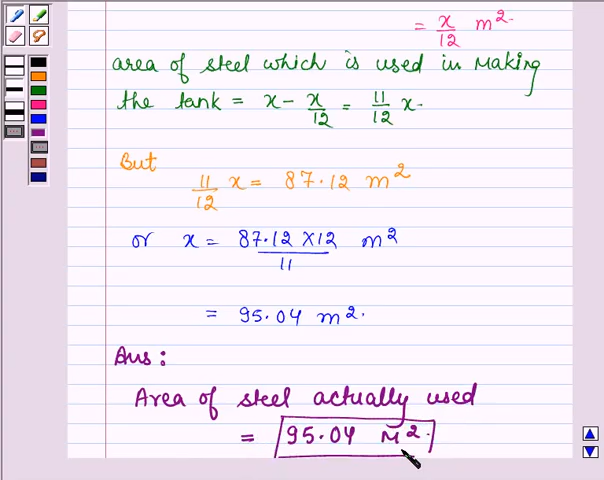 = x/12 m².
area of steel which is used in making
the tank = x - x/12 = 11/12 x.
But
11/12 x = 87.12 m²
or x = 87.12 × 12 / 11 m²
= 95.04 m².
Ans:
Area of steel actually used
= 95.04 m².